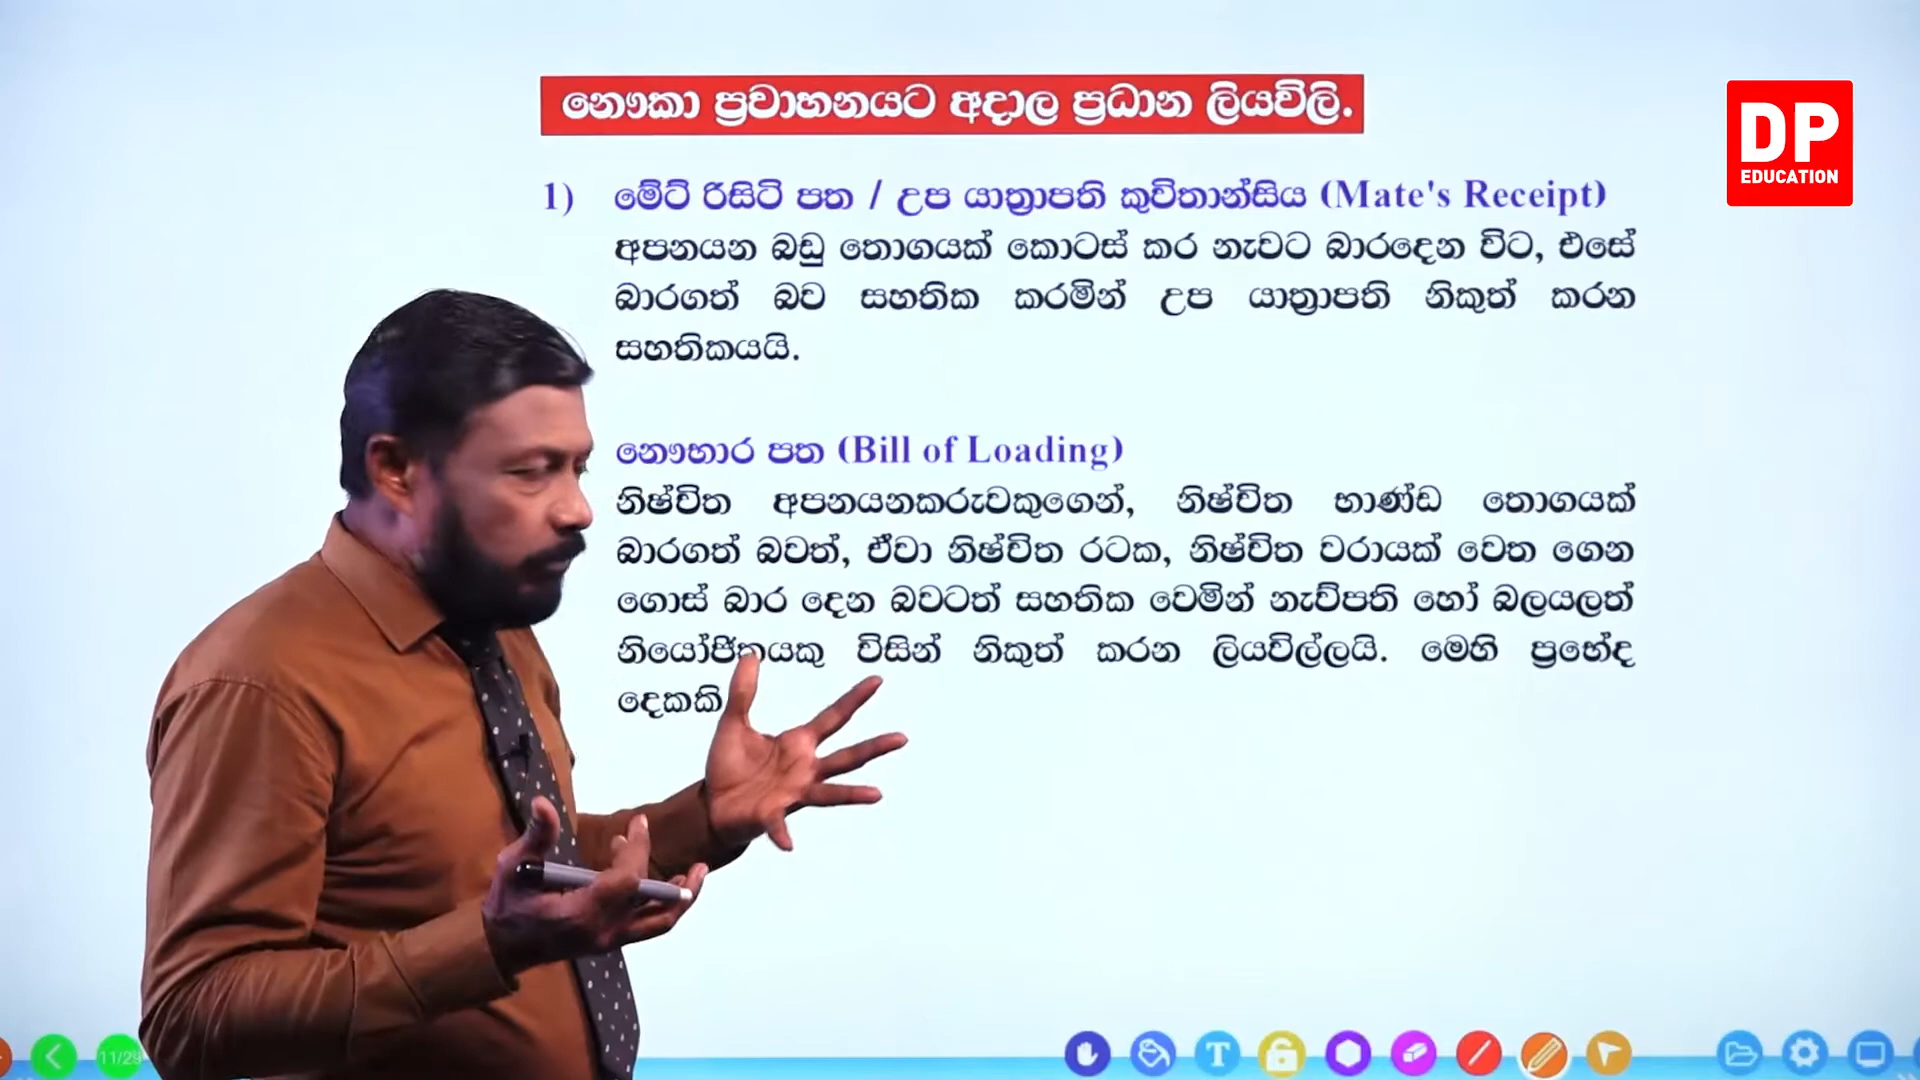 නෞකා ප්‍රවාහනයට අදාල ප්‍රධාන ලියවිලි.
DP
EDUCATION
1) මේට් රිසිට් පත / උප යාත්‍රාපති කුවිතාන්සිය (Mate's Receipt)
අපනයන බඩු තොගයක් කොටස් කර නැවට බාරදෙන විට, එසේ
බාරගත් බව සහතික කරමින් උප යාත්‍රාපති නිකුත් කරන
සහතිකයයි.
නෞභාර පත (Bill of Loading)
නිෂ්චිත අපනයනකරුවකුගෙන්, නිෂ්චිත භාණ්ඩ තොගයක්
බාරගත් බවත්, ඒවා නිෂ්චිත රටක, නිෂ්චිත වරායක් වෙත ගෙන
ගොස් බාර දෙන බවටත් සහතික වෙමින් නැව්පති හෝ බලයලත්
නියෝජිතයකු විසින් නිකුත් කරන ලියවිල්ලයි. මෙහි ප්‍රභේද
දෙකකි
11/29
T